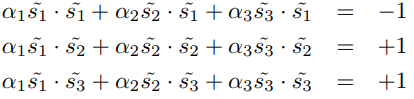 α₁s̃₁ · s̃₁ + α₂s̃₂ · s̃₁ + α₃s̃₃ · s̃₁ = −1
α₁s̃₁ · s̃₂ + α₂s̃₂ · s̃₂ + α₃s̃₃ · s̃₂ = +1
α₁s̃₁ · s̃₃ + α₂s̃₂ · s̃₃ + α₃s̃₃ · s̃₃ = +1